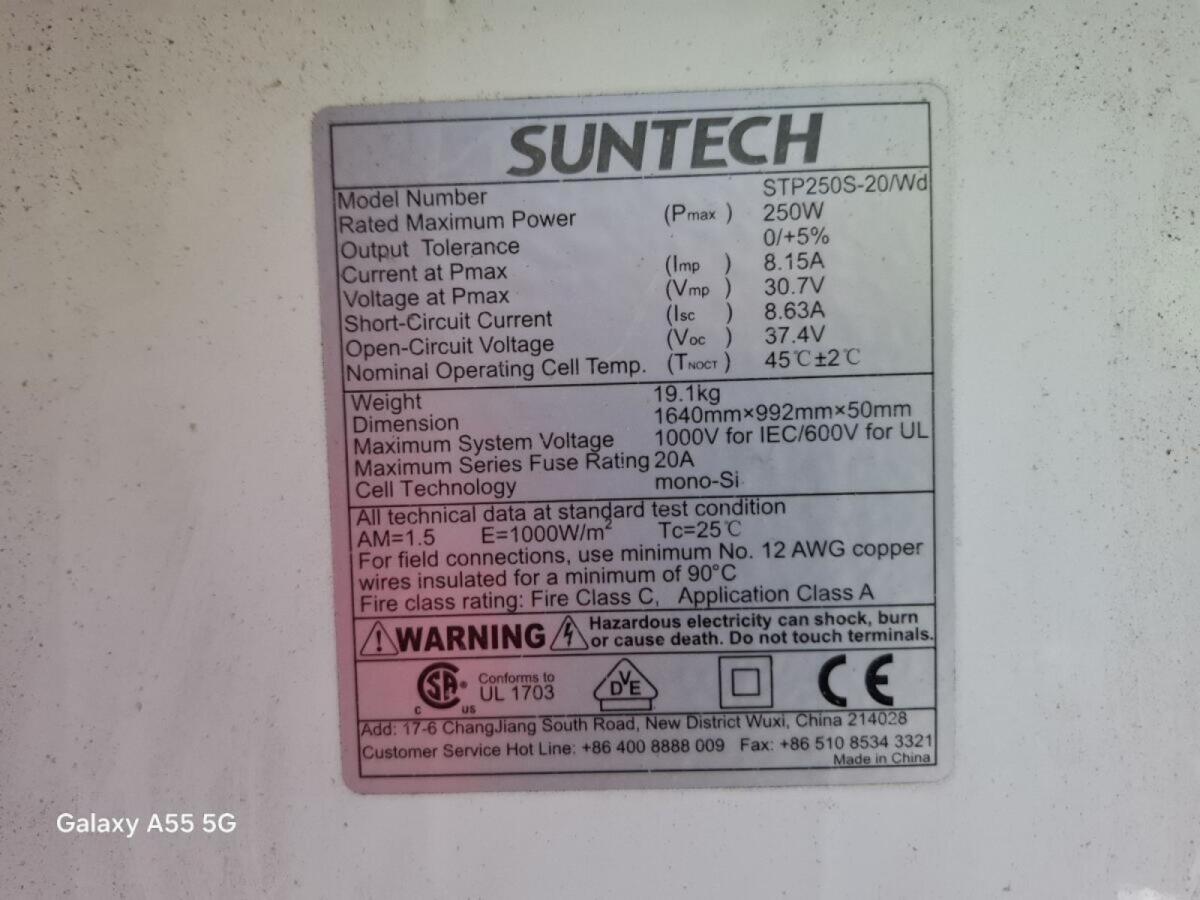 SUNTECH
Model Number STP250S-20/Wd
Rated Maximum Power (Pmax) 250W
Output Tolerance 0/+5%
Current at Pmax (Imp) 8.15A
Voltage at Pmax (Vmp) 30.7V
Short-Circuit Current (Isc) 8.63A
Open-Circuit Voltage (Voc) 37.4V
Nominal Operating Cell Temp. (TNOCT) 45℃±2℃
Weight 19.1kg
Dimension 1640mm×992mm×50mm
Maximum System Voltage 1000V for IEC/600V for UL
Maximum Series Fuse Rating 20A
Cell Technology mono-Si
All technical data at standard test condition
AM=1.5 E=1000W/m² Tc=25℃
For field connections, use minimum No. 12 AWG copper
wires insulated for a minimum of 90°C
Fire class rating: Fire Class C, Application Class A
WARNING Hazardous electricity can shock, burn
or cause death. Do not touch terminals.
C SA US ® Conforms to
UL 1703
DVE
CE
Add: 17-6 ChangJiang South Road, New District Wuxi, China 214028
Customer Service Hot Line: +86 400 8888 009 Fax: +86 510 8534 3321
Made in China
Galaxy A55 5G